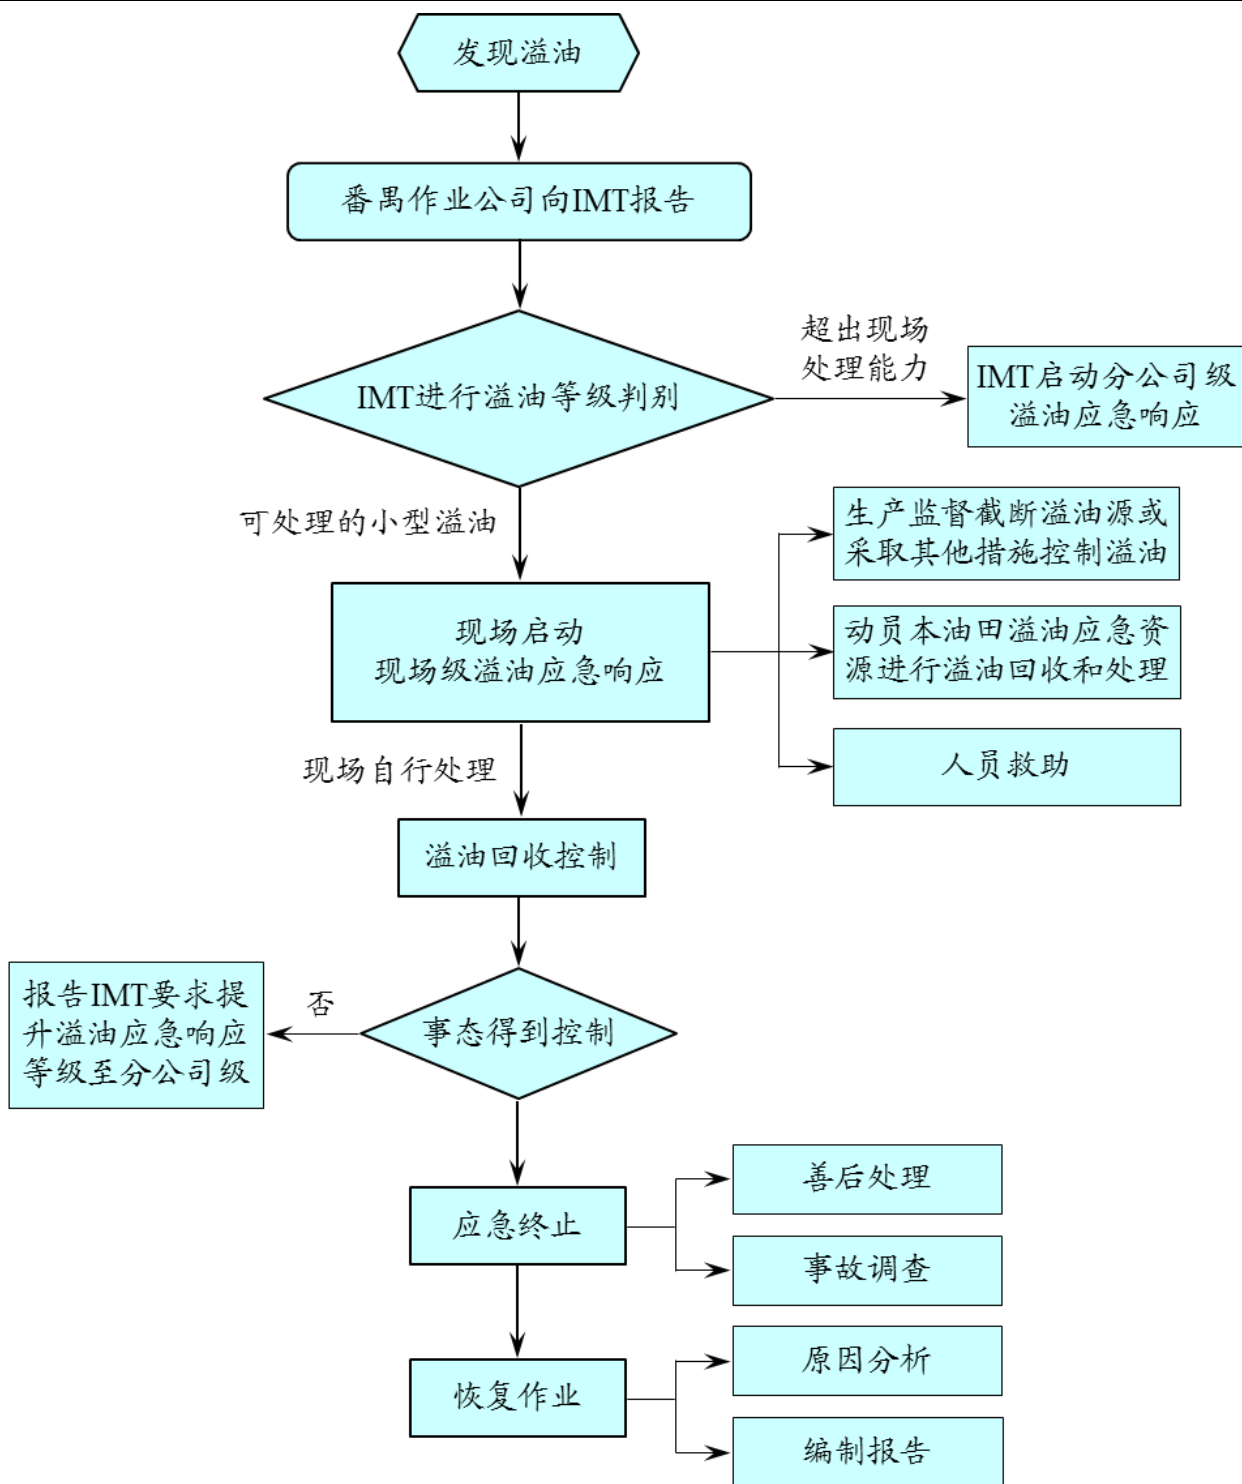 发现溢油
番禺作业公司向IMT报告
超出现场
处理能力
IMT进行溢油等级判别
IMT启动分公司级
溢油应急响应
可处理的小型溢油
生产监督截断溢油源或
采取其他措施控制溢油
现场启动
现场级溢油应急响应
动员本油田溢油应急资
源进行溢油回收和处理
人员救助
现场自行处理
溢油回收控制
报告IMT要求提
升溢油应急响应
等级至分公司级
否
事态得到控制
应急终止
善后处理
事故调查
恢复作业
原因分析
编制报告